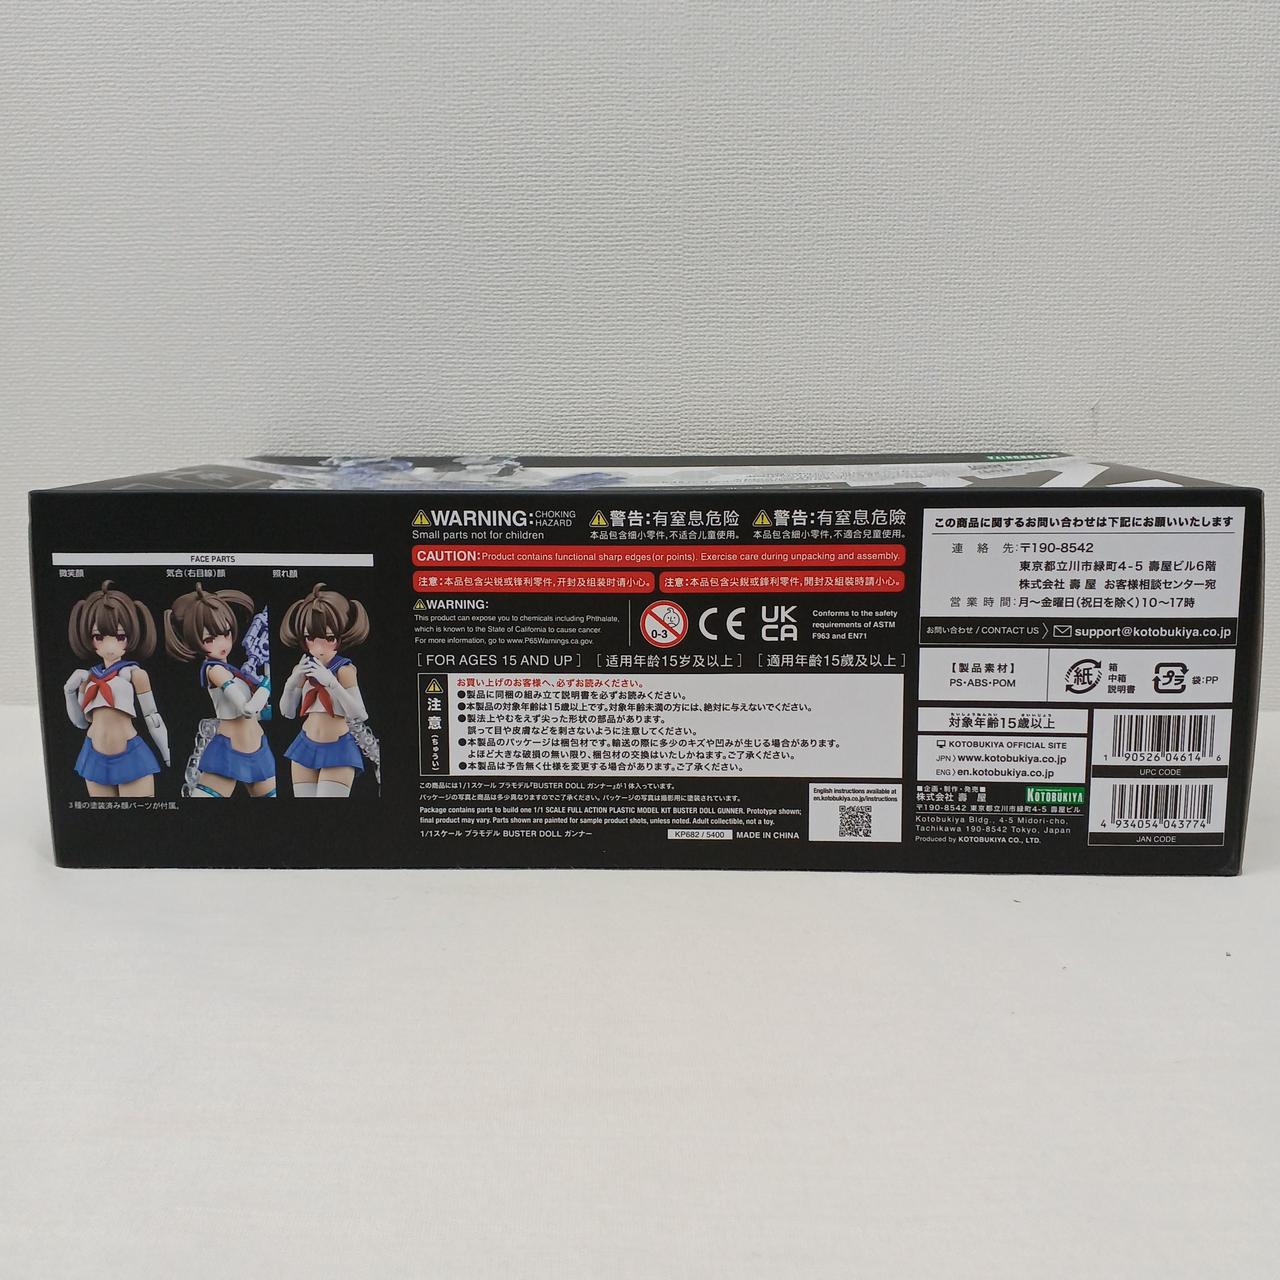 KOTOBUKIYA
FACE PARTS
微笑顔
気合(右目線)顔
照れ顔
3種の塗装済み顔パーツが付属。
WARNING: CHOKING HAZARD
Small parts not for children
警告:有窒息危险
本品包含细小零件,不适合儿童使用。
警告:有窒息危險
本品包含細小零件,不適合兒童使用。
CAUTION: Product contains functional sharp edges(or points). Exercise care during unpacking and assembly.
注意:本品包含尖锐或锋利零件,开封及组装时请小心。
注意:本品包含尖銳或鋒利零件,開封及組裝時請小心。
WARNING:
This product can expose you to chemicals including Phthalate,
which is known to the State of California to cause cancer.
For more information, go to www.P65Warnings.ca.gov.
0-3
CE
UK
CA
Conforms to the safety
requirements of ASTM
F963 and EN71
[ FOR AGES 15 AND UP ] [ 适用年龄15岁及以上 ] [ 適用年齡15歲及以上 ]
注意(ちゅうい)
お買い上げのお客様へ、必ずお読みください。
●製品に同梱の組み立て説明書を必ずお読みください。
●本製品の対象年齢は15歳以上です。対象年齢未満の方には、絶対に与えないでください。
●製法上やむをえず尖った形状の部品があります。
誤って目や皮膚などを刺さないように注意してください。
●本製品のパッケージは梱包材です。輸送の際に多少のキズや凹みが生じる場合があります。
よほど大きな破損の無い限り、梱包材の交換はいたしかねます。ご了承ください。
●本製品は予告無く仕様を変更する場合があります。ご了承ください。
この商品には1/1スケール プラモデル「BUSTER DOLL ガンナー」が1体入っています。
パッケージの写真と商品は多少異なりますのでご了承ください。パッケージの写真は撮影用に塗装されています。
Package contains parts to build one 1/1 SCALE FULL ACTION PLASTIC MODEL KIT BUSTER DOLL GUNNER. Prototype shown;
final product may vary. Parts shown are painted for sample product shots, unless noted. Adult collectible, not a toy.
1/1スケール プラモデル BUSTER DOLL ガンナー
KP682 / 5400
MADE IN CHINA
English instructions available at
en.kotobukiya.co.jp/instructions
この商品に関するお問い合わせは下記にお願いいたします
連絡先:〒190-8542
東京都立川市緑町4-5 壽屋ビル6階
株式会社 壽屋 お客様相談センター宛
営業時間:月〜金曜日(祝日を除く)10〜17時
お問い合わせ / CONTACT US
support@kotobukiya.co.jp
【製品素材】
PS・ABS・POM
紙
箱
中箱
説明書
プラ
袋:PP
たいしょうねんれい さいいじょう
対象年齢15歳以上
KOTOBUKIYA OFFICIAL SITE
JPN www.kotobukiya.co.jp
ENG en.kotobukiya.co.jp
■企画・制作・発売■
株式会社 壽屋
KOTOBUKIYA
〒190-8542 東京都立川市緑町4-5 壽屋ビル
Kotobukiya Bldg., 4-5 Midori-cho,
Tachikawa 190-8542 Tokyo, Japan
Produced by KOTOBUKIYA CO., LTD.
1 90526 04614 6
UPC CODE
4 934054 043774
JAN CODE